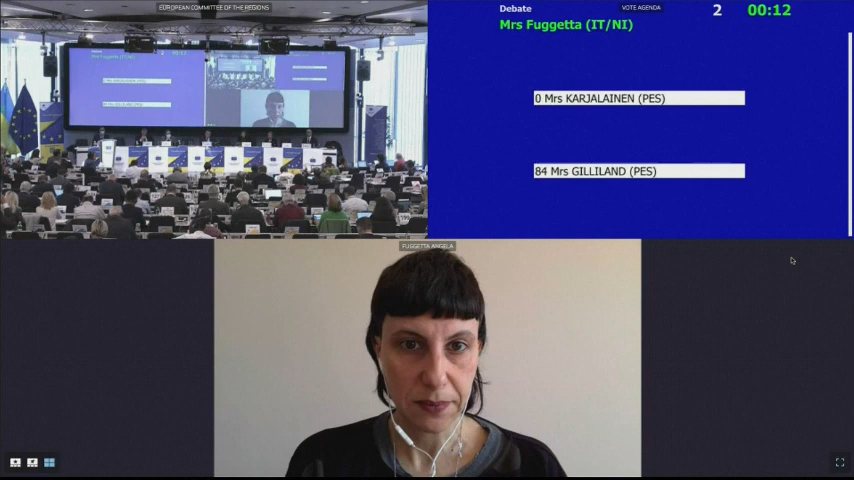 EUROPEAN COMMITTEE OF THE REGIONS
Debate
VOTE AGENDA
2
00:12
Mrs Fuggetta (IT/NI)
0 Mrs KARJALAINEN (PES)
84 Mrs GILLILAND (PES)
FUGGETTA ANGELA